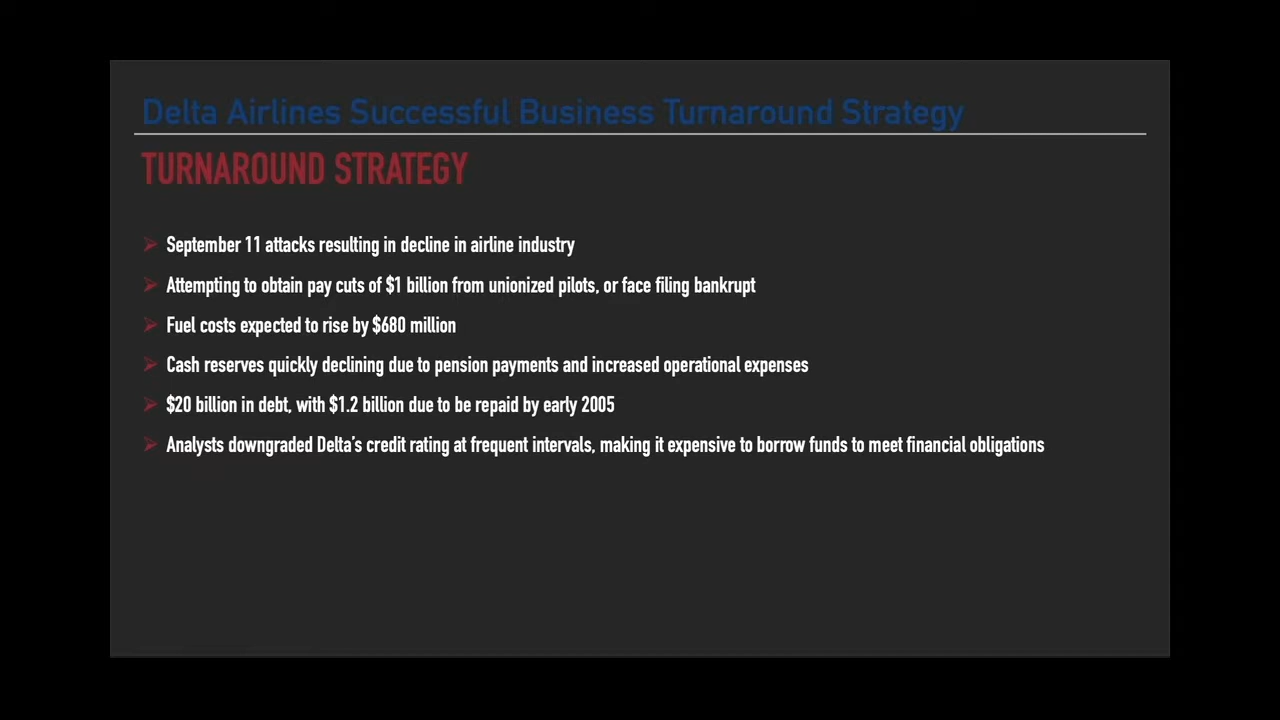 Delta Airlines Successful Business Turnaround Strategy
TURNAROUND STRATEGY
➢ September 11 attacks resulting in decline in airline industry
➢ Attempting to obtain pay cuts of $1 billion from unionized pilots, or face filing bankrupt
➢ Fuel costs expected to rise by $680 million
➢ Cash reserves quickly declining due to pension payments and increased operational expenses
➢ $20 billion in debt, with $1.2 billion due to be repaid by early 2005
➢ Analysts downgraded Delta’s credit rating at frequent intervals, making it expensive to borrow funds to meet financial obligations